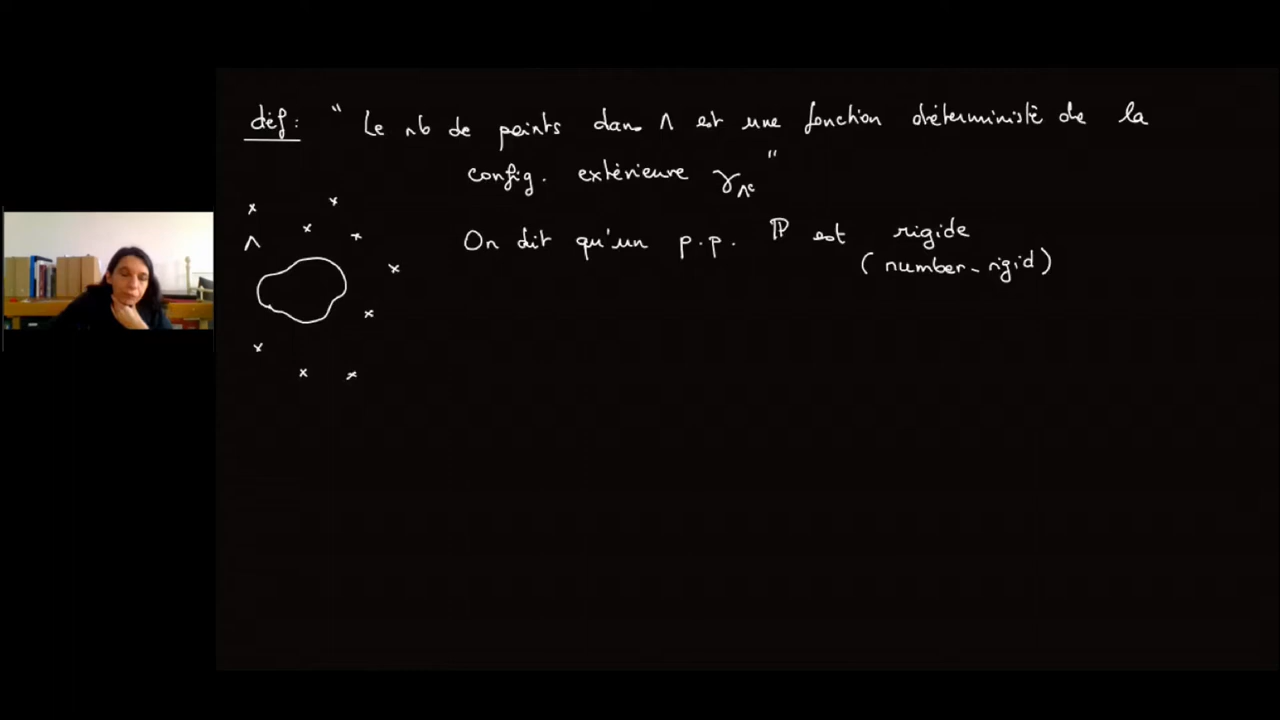 déf: " Le nb de points dans Λ est une fonction déterministe de la
config. extérieure γ_Λᶜ "
On dit qu'un p.p. ℙ est rigide
(number-rigid)
Λ